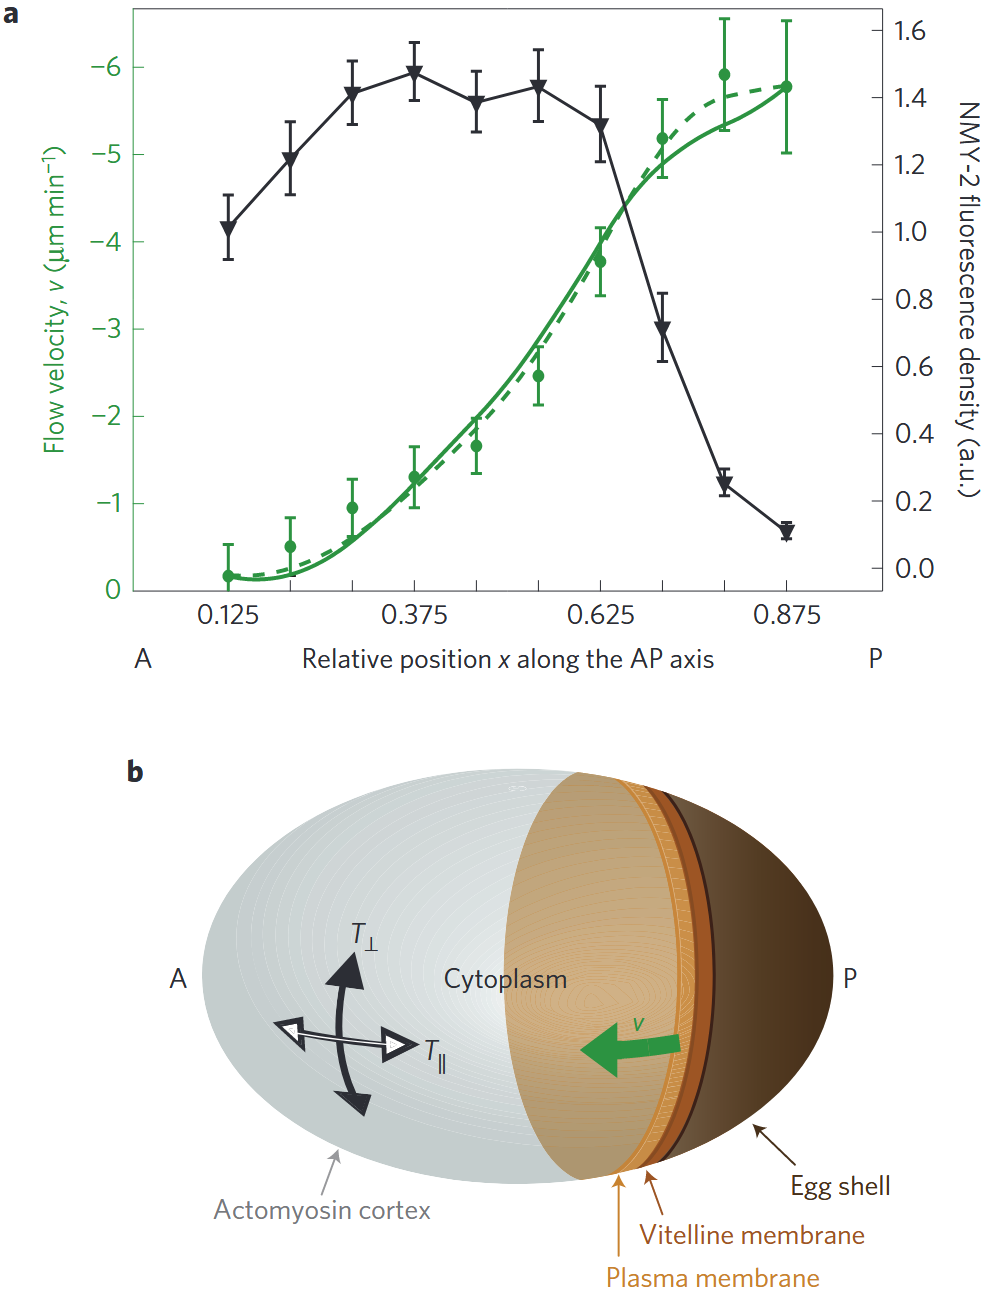 a
Flow velocity, v (μm min⁻¹)
−6
−5
−4
−3
−2
−1
0
1.6
1.4
1.2
1.0
0.8
0.6
0.4
0.2
0.0
NMY-2 fluorescence density (a.u.)
0.125 0.375 0.625 0.875
A Relative position x along the AP axis P
b
T⊥
A Cytoplasm P
v
T∥
Egg shell
Actomyosin cortex
Vitelline membrane
Plasma membrane